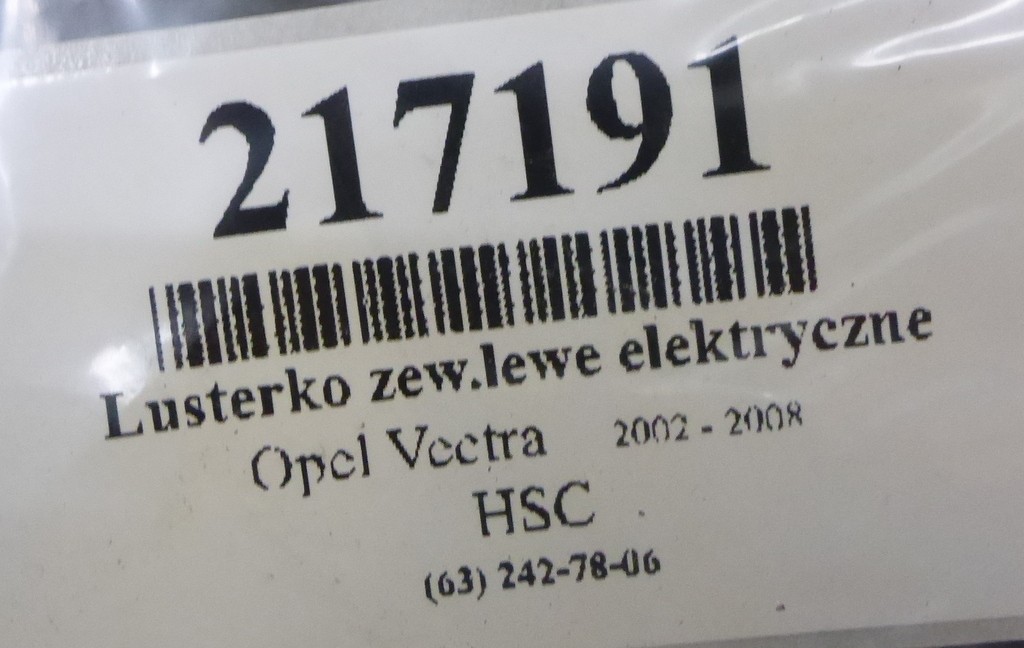 217191
Lusterko zew.lewe elektryczne
Opel Vectra 2002 - 2008
HSC
(63) 242-78-06